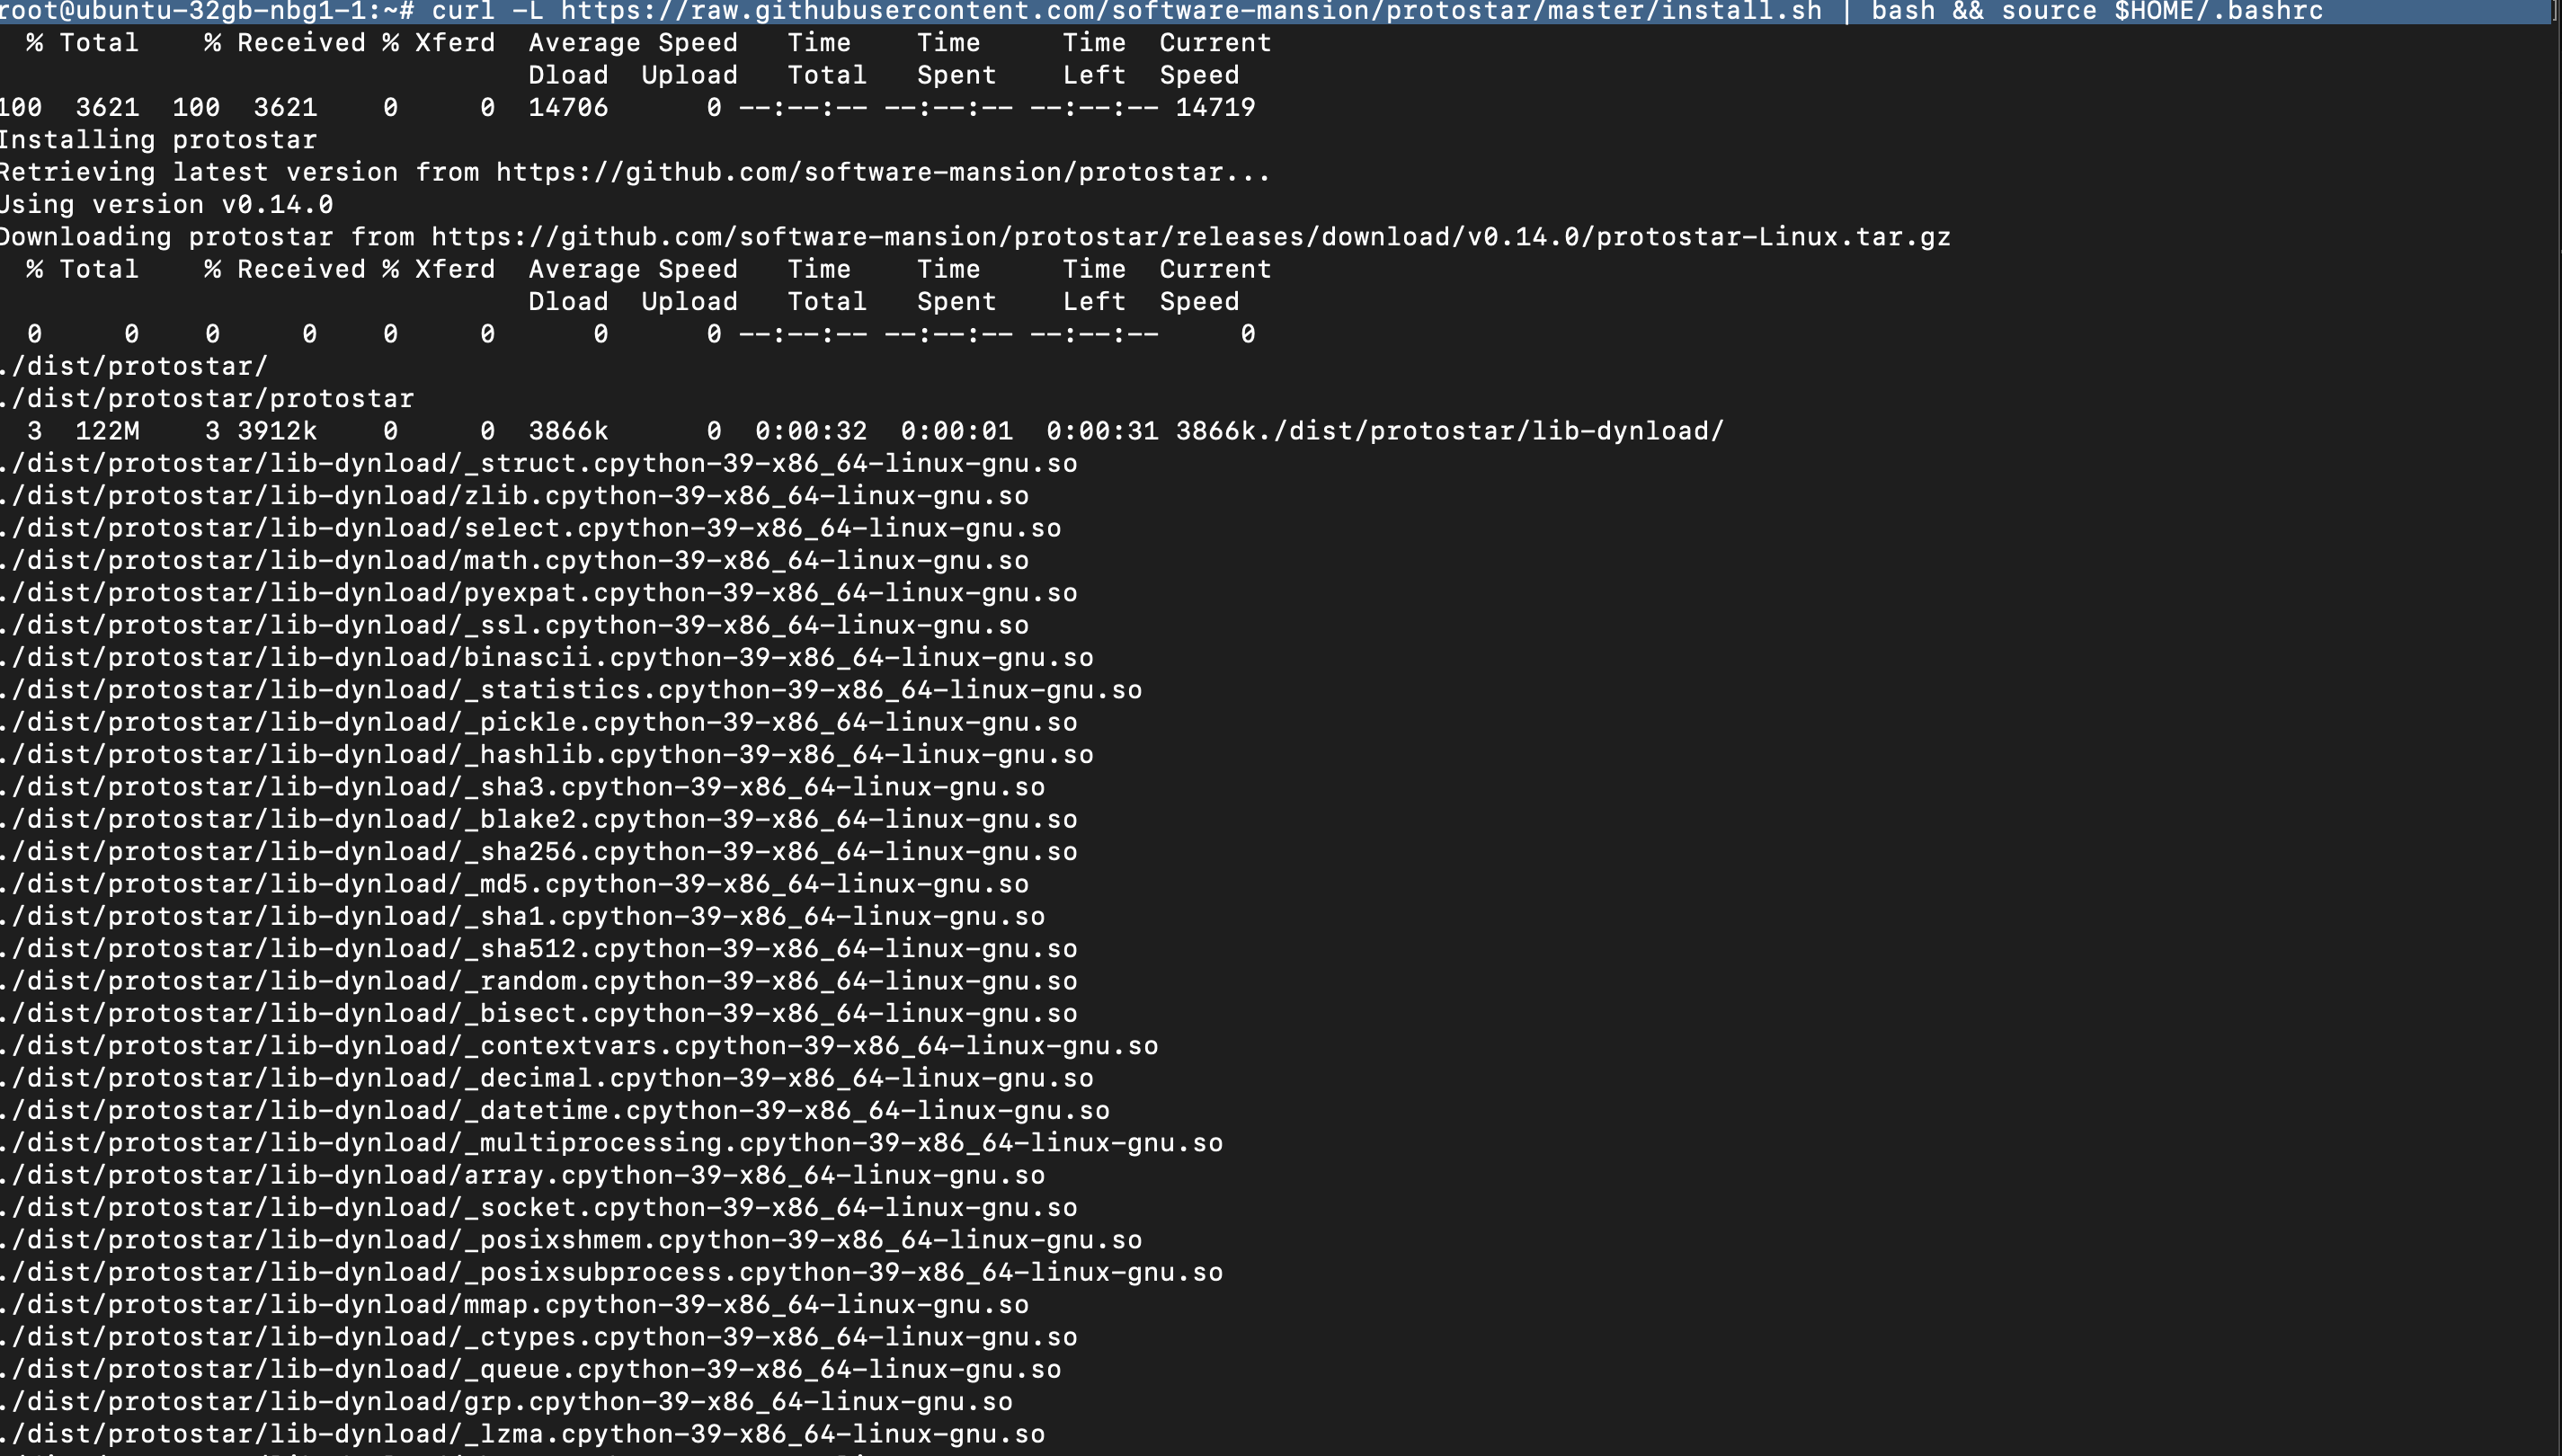 root@ubuntu-32gb-nbg1-1:~# curl -L https://raw.githubusercontent.com/software-mansion/protostar/master/install.sh | bash && source $HOME/.bashrc
% Total % Received % Xferd Average Speed Time Time Time Current
Dload Upload Total Spent Left Speed
100 3621 100 3621 0 0 14706 0 --:--:-- --:--:-- --:--:-- 14719
Installing protostar
Retrieving latest version from https://github.com/software-mansion/protostar...
Using version v0.14.0
Downloading protostar from https://github.com/software-mansion/protostar/releases/download/v0.14.0/protostar-Linux.tar.gz
% Total % Received % Xferd Average Speed Time Time Time Current
Dload Upload Total Spent Left Speed
0 0 0 0 0 0 0 0 --:--:-- --:--:-- --:--:-- 0
./dist/protostar/
./dist/protostar/protostar
3 122M 3 3912k 0 0 3866k 0 0:00:32 0:00:01 0:00:31 3866k./dist/protostar/lib-dynload/
./dist/protostar/lib-dynload/_struct.cpython-39-x86_64-linux-gnu.so
./dist/protostar/lib-dynload/zlib.cpython-39-x86_64-linux-gnu.so
./dist/protostar/lib-dynload/select.cpython-39-x86_64-linux-gnu.so
./dist/protostar/lib-dynload/math.cpython-39-x86_64-linux-gnu.so
./dist/protostar/lib-dynload/pyexpat.cpython-39-x86_64-linux-gnu.so
./dist/protostar/lib-dynload/_ssl.cpython-39-x86_64-linux-gnu.so
./dist/protostar/lib-dynload/binascii.cpython-39-x86_64-linux-gnu.so
./dist/protostar/lib-dynload/_statistics.cpython-39-x86_64-linux-gnu.so
./dist/protostar/lib-dynload/_pickle.cpython-39-x86_64-linux-gnu.so
./dist/protostar/lib-dynload/_hashlib.cpython-39-x86_64-linux-gnu.so
./dist/protostar/lib-dynload/_sha3.cpython-39-x86_64-linux-gnu.so
./dist/protostar/lib-dynload/_blake2.cpython-39-x86_64-linux-gnu.so
./dist/protostar/lib-dynload/_sha256.cpython-39-x86_64-linux-gnu.so
./dist/protostar/lib-dynload/_md5.cpython-39-x86_64-linux-gnu.so
./dist/protostar/lib-dynload/_sha1.cpython-39-x86_64-linux-gnu.so
./dist/protostar/lib-dynload/_sha512.cpython-39-x86_64-linux-gnu.so
./dist/protostar/lib-dynload/_random.cpython-39-x86_64-linux-gnu.so
./dist/protostar/lib-dynload/_bisect.cpython-39-x86_64-linux-gnu.so
./dist/protostar/lib-dynload/_contextvars.cpython-39-x86_64-linux-gnu.so
./dist/protostar/lib-dynload/_decimal.cpython-39-x86_64-linux-gnu.so
./dist/protostar/lib-dynload/_datetime.cpython-39-x86_64-linux-gnu.so
./dist/protostar/lib-dynload/_multiprocessing.cpython-39-x86_64-linux-gnu.so
./dist/protostar/lib-dynload/array.cpython-39-x86_64-linux-gnu.so
./dist/protostar/lib-dynload/_socket.cpython-39-x86_64-linux-gnu.so
./dist/protostar/lib-dynload/_posixshmem.cpython-39-x86_64-linux-gnu.so
./dist/protostar/lib-dynload/_posixsubprocess.cpython-39-x86_64-linux-gnu.so
./dist/protostar/lib-dynload/mmap.cpython-39-x86_64-linux-gnu.so
./dist/protostar/lib-dynload/_ctypes.cpython-39-x86_64-linux-gnu.so
./dist/protostar/lib-dynload/_queue.cpython-39-x86_64-linux-gnu.so
./dist/protostar/lib-dynload/grp.cpython-39-x86_64-linux-gnu.so
./dist/protostar/lib-dynload/_lzma.cpython-39-x86_64-linux-gnu.so